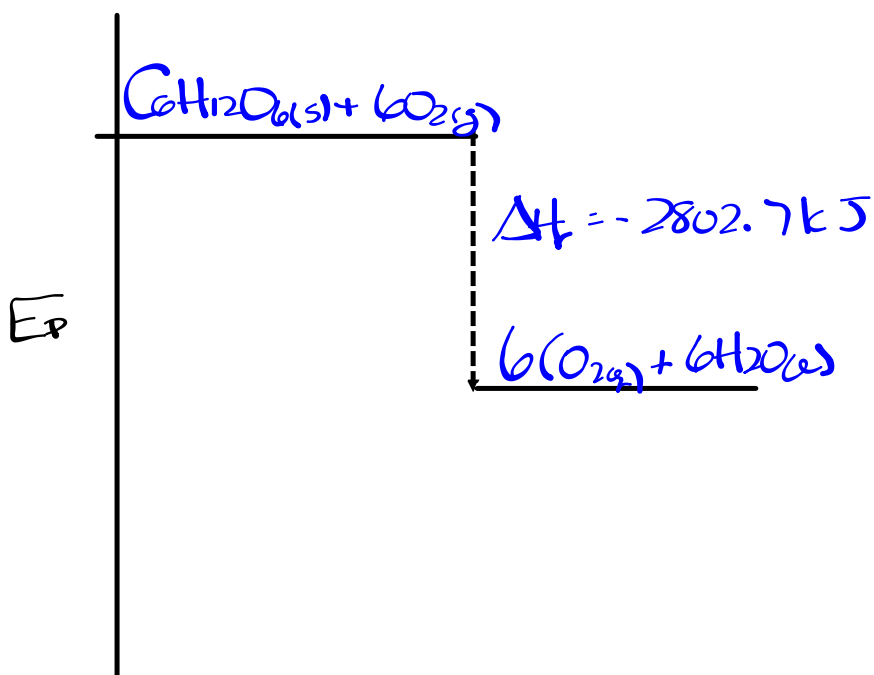 C6H12O6(s) + 6O2(g)
ΔH = - 2802.7 kJ
Ep
6CO2(g) + 6H2O(l)